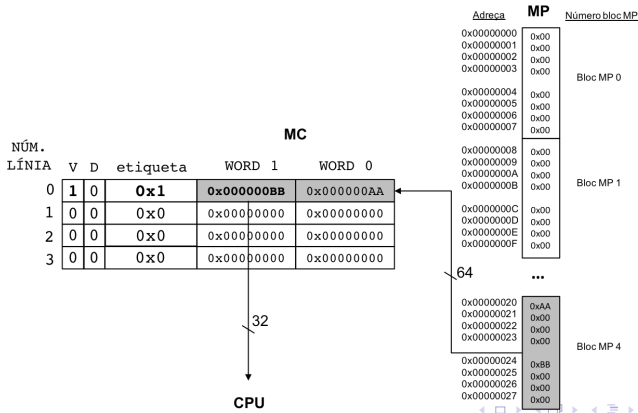 Adreça MP Número bloc MP
0x00000000 0x00
0x00000001 0x00
0x00000002 0x00
0x00000003 0x00
Bloc MP 0
0x00000004 0x00
0x00000005 0x00
0x00000006 0x00
0x00000007 0x00
0x00000008 0x00
0x00000009 0x00
0x0000000A 0x00
0x0000000B 0x00
Bloc MP 1
0x0000000C 0x00
0x0000000D 0x00
0x0000000E 0x00
0x0000000F 0x00
...
0x00000020 0xAA
0x00000021 0x00
0x00000022 0x00
0x00000023 0x00
Bloc MP 4
0x00000024 0xBB
0x00000025 0x00
0x00000026 0x00
0x00000027 0x00
MC
NÚM.
LÍNIA V D etiqueta WORD 1 WORD 0
0 1 0 0x1 0x000000BB 0x000000AA
1 0 0 0x0 0x00000000 0x00000000
2 0 0 0x0 0x00000000 0x00000000
3 0 0 0x0 0x00000000 0x00000000
64
32
CPU